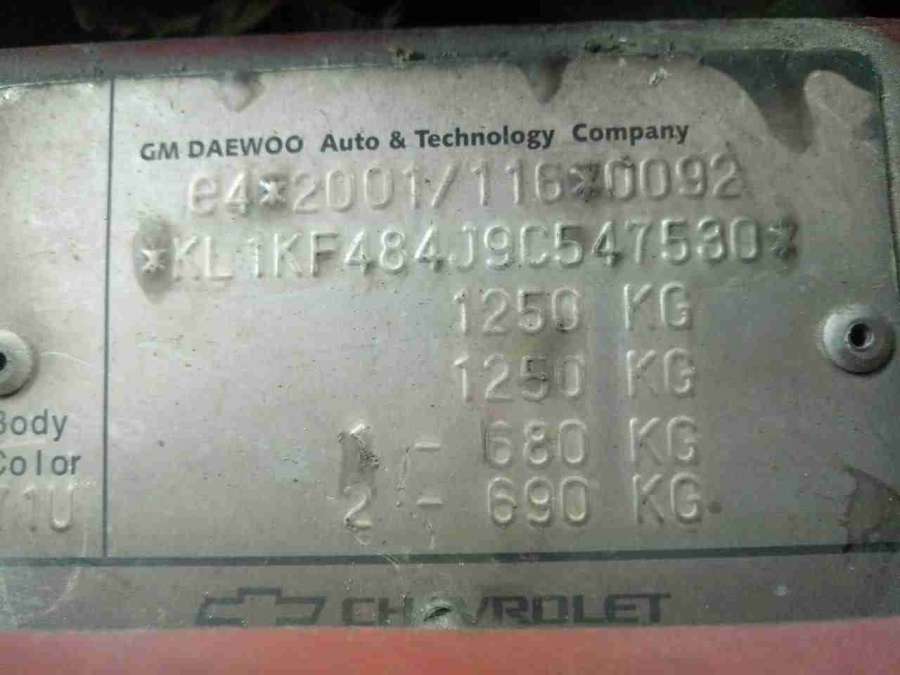 GM DAEWOO Auto & Technology Company
e4*2001/116*0092
*KL1KF484J9C547530*
1250 KG
1250 KG
1 - 680 KG
2 - 690 KG
Body
Color
71U
CHEVROLET